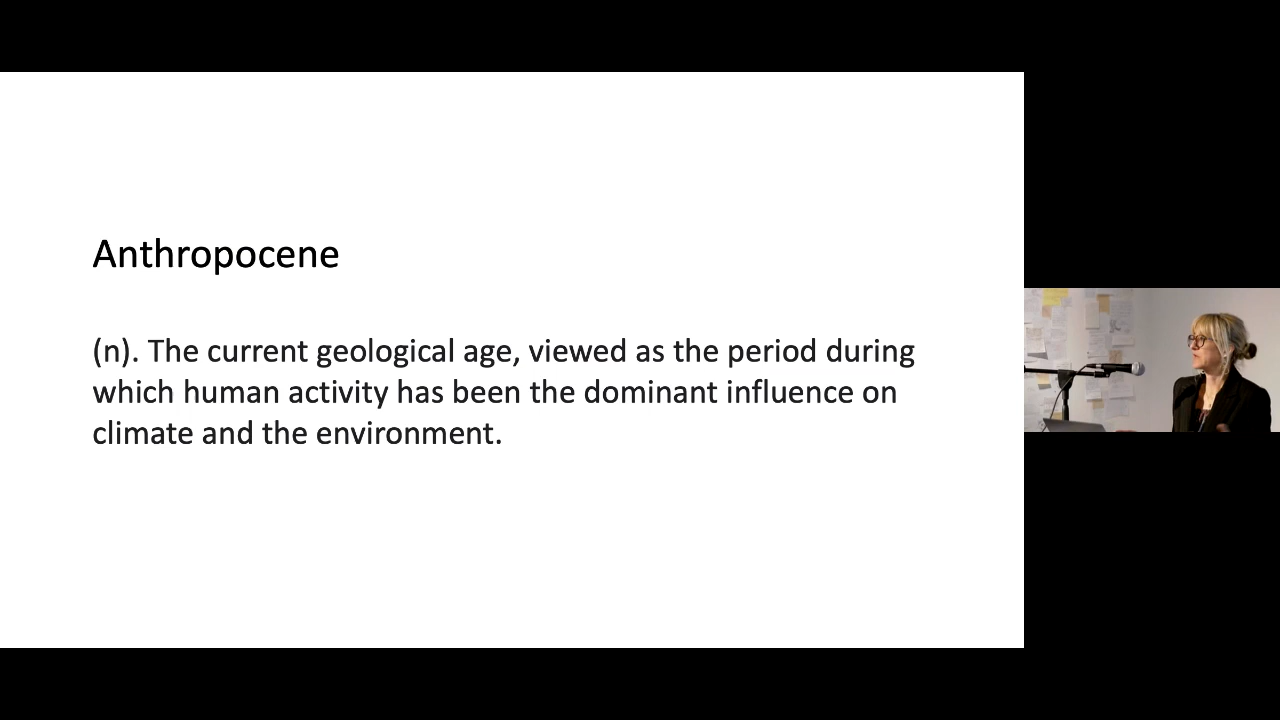 Anthropocene
(n). The current geological age, viewed as the period during
which human activity has been the dominant influence on
climate and the environment.